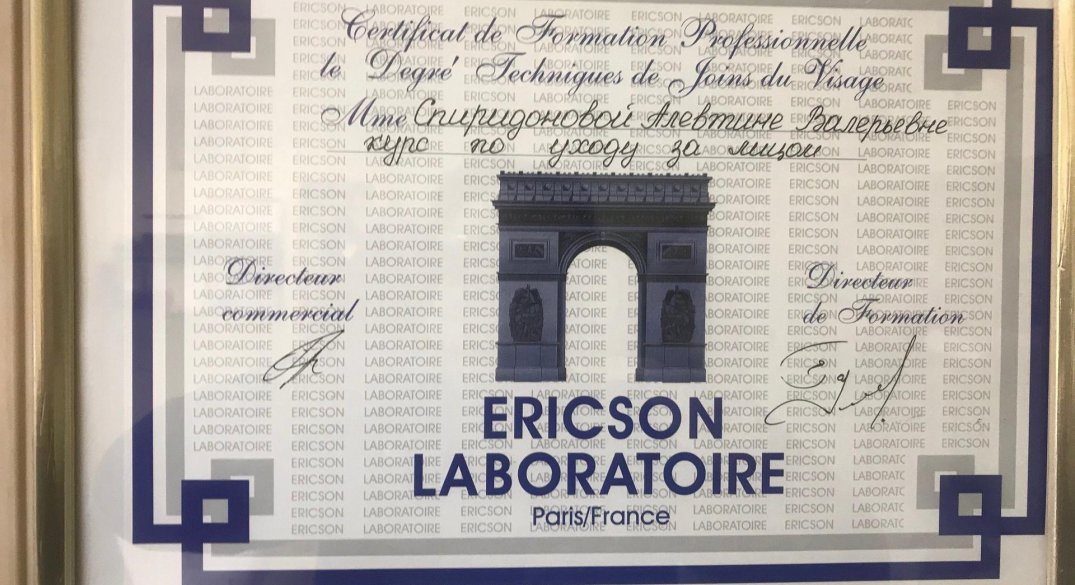 Certificat de Formation Professionnelle
le Degré Techniques de Soins du Visage
Mme Спиридоновой Алевтине Валерьевне
курс по уходу за лицом
Directeur
commercial
Directeur
de Formation
ERICSON
LABORATOIRE
Paris/France